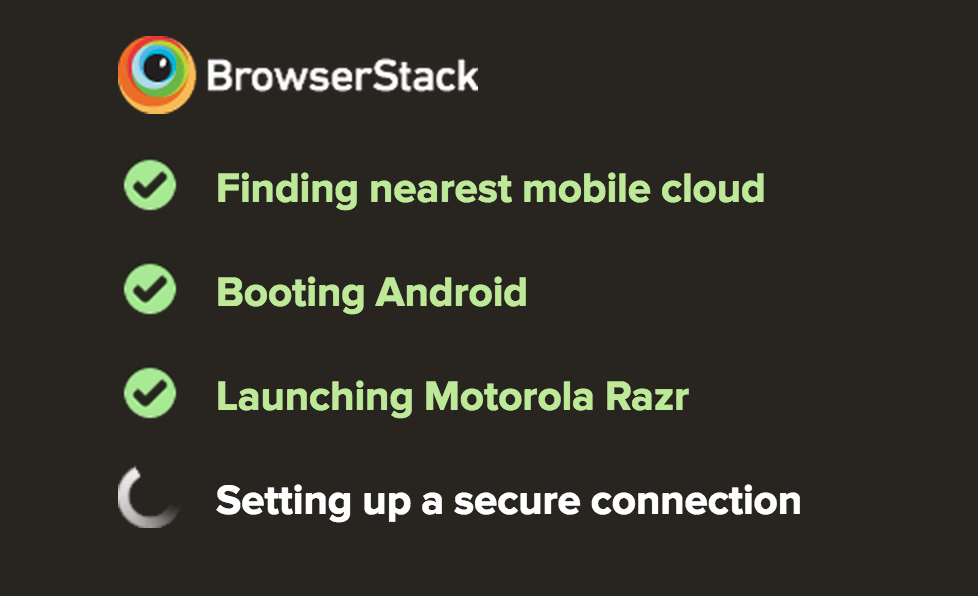 BrowserStack
Finding nearest mobile cloud
Booting Android
Launching Motorola Razr
Setting up a secure connection